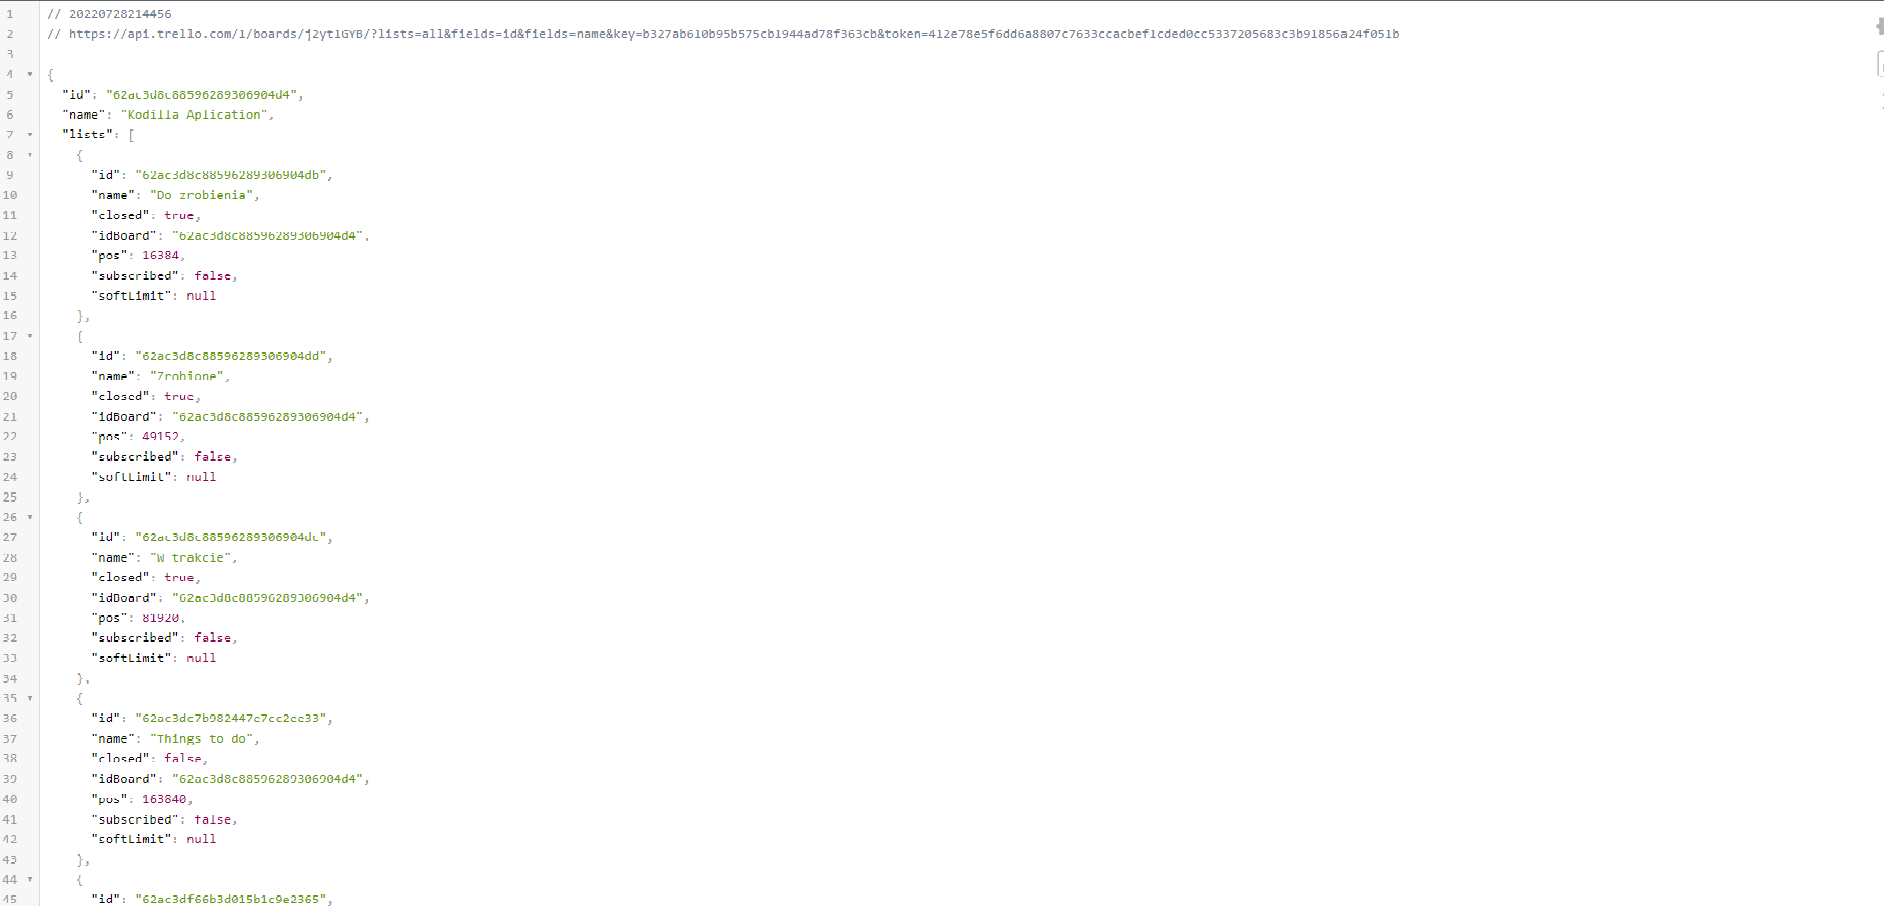 1 // 20220728214456
2 // https://api.trello.com/1/boards/j2yt1GYB/?lists=all&fields=id&fields=name&key=b327ab610b95b575cb1944ad78f363cb&token=412e78e5f6dd6a8807c7633ccacbef1cded0cc5337205683c3b91856a24f051b
3
4 {
5 "id": "62ac3d8c88596289306904d4",
6 "name": "Kodilla Aplication",
7 "lists": [
8 {
9 "id": "62ac3d8c88596289306904db",
10 "name": "Do zrobienia",
11 "closed": true,
12 "idBoard": "62ac3d8c88596289306904d4",
13 "pos": 16384,
14 "subscribed": false,
15 "softLimit": null
16 },
17 {
18 "id": "62ac3d8c88596289306904dd",
19 "name": "Zrobione",
20 "closed": true,
21 "idBoard": "62ac3d8c88596289306904d4",
22 "pos": 49152,
23 "subscribed": false,
24 "softLimit": null
25 },
26 {
27 "id": "62ac3d8c88596289306904dc",
28 "name": "W trakcie",
29 "closed": true,
30 "idBoard": "62ac3d8c88596289306904d4",
31 "pos": 81920,
32 "subscribed": false,
33 "softLimit": null
34 },
35 {
36 "id":
37 "name": "Things to do",
38 "closed": false,
39 "idBoard": "62ac3d8c88596289306904d4",
40 "pos": 163840,
41 "subscribed": false,
42 "softLimit": null
43 },
44 {
45 "id": "62ac3df66b3d015b1c9e2365",